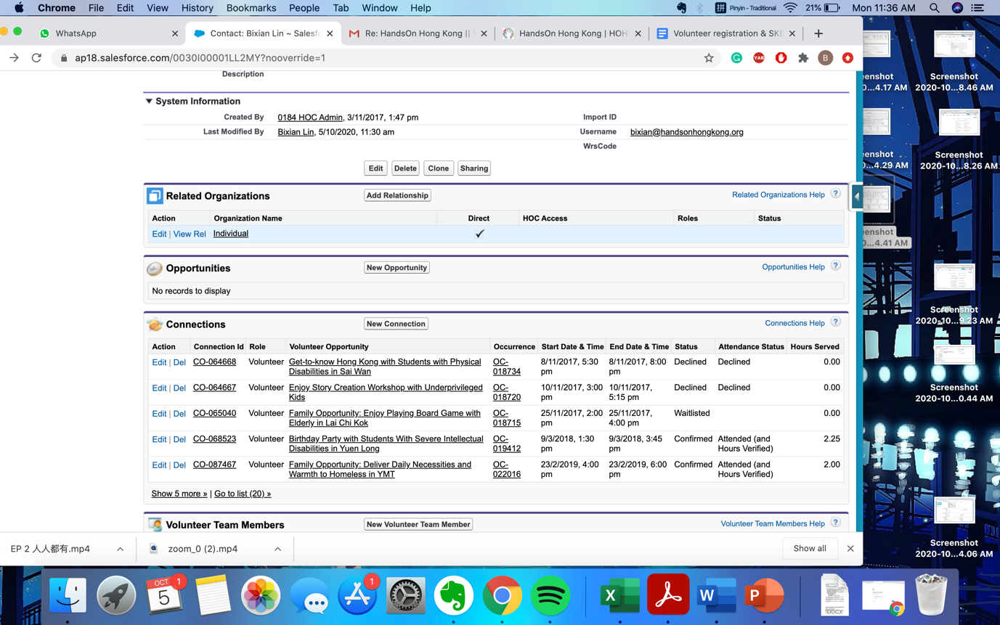 Chrome File Edit View History Bookmarks People Tab Window Help Pinyin - Traditional 21% Mon 11:36 AM
WhatsApp Contact: Bixian Lin ~ Salesf Re: HandsOn Hong Kong || HandsOn Hong Kong | HOH Volunteer registration & SKE
ap18.salesforce.com/0030I00001LL2MY?nooverride=1 YAB B
Description
System Information
Created By 0184 HOC Admin, 3/11/2017, 1:47 pm Import ID
Last Modified By Bixian Lin, 5/10/2020, 11:30 am Username bixian@handsonhongkong.org
WrsCode
Edit Delete Clone Sharing
Related Organizations Add Relationship Related Organizations Help ?
Action Organization Name Direct HOC Access Roles Status
Edit | View Rel Individual
Opportunities New Opportunity Opportunities Help ?
No records to display
Connections New Connection Connections Help ?
Action Connection Id Role Volunteer Opportunity Occurrence Start Date & Time End Date & Time Status Attendance Status Hours Served
Edit | Del CO-064668 Volunteer Get-to-know Hong Kong with Students with Physical OC- 8/11/2017, 5:30 8/11/2017, 8:00 Declined Declined 0.00
Disabilities in Sai Wan 018734 pm pm
Edit | Del CO-064667 Volunteer Enjoy Story Creation Workshop with Underprivileged OC- 10/11/2017, 3:00 10/11/2017, Declined Declined 0.00
Kids 018720 pm 5:15 pm
Edit | Del CO-065040 Volunteer Family Opportunity: Enjoy Playing Board Game with OC- 25/11/2017, 2:00 25/11/2017, Waitlisted 0.00
Elderly in Lai Chi Kok 018715 pm 4:00 pm
Edit | Del CO-068523 Volunteer Birthday Party with Students With Severe Intellectual OC- 9/3/2018, 1:30 9/3/2018, 3:45 Confirmed Attended (and 2.25
Disabilities in Yuen Long 019412 pm pm Hours Verified)
Edit | Del CO-087467 Volunteer Family Opportunity: Deliver Daily Necessities and OC- 23/2/2019, 4:00 23/2/2019, 6:00 Confirmed Attended (and 2.00
Warmth to Homeless in YMT 022016 pm pm Hours Verified)
Show 5 more » | Go to list (20) »
Volunteer Team Members New Volunteer Team Member Volunteer Team Members Help ?
EP 2 人人都有.mp4 zoom_0 (2).mp4 Show all
enshot Screenshot
0...4.17 AM 2020-10...8.46 AM
enshot Screenshot
0...4.29 AM 2020-10...8.26 AM
enshot
0...4.41 AM
Screenshot
2020-10...9.23 AM
Screenshot
2020-10...0.44 AM
Screenshot
2020-10...4.06 AM
OCT 1
5
1
X
W
P
DOCX